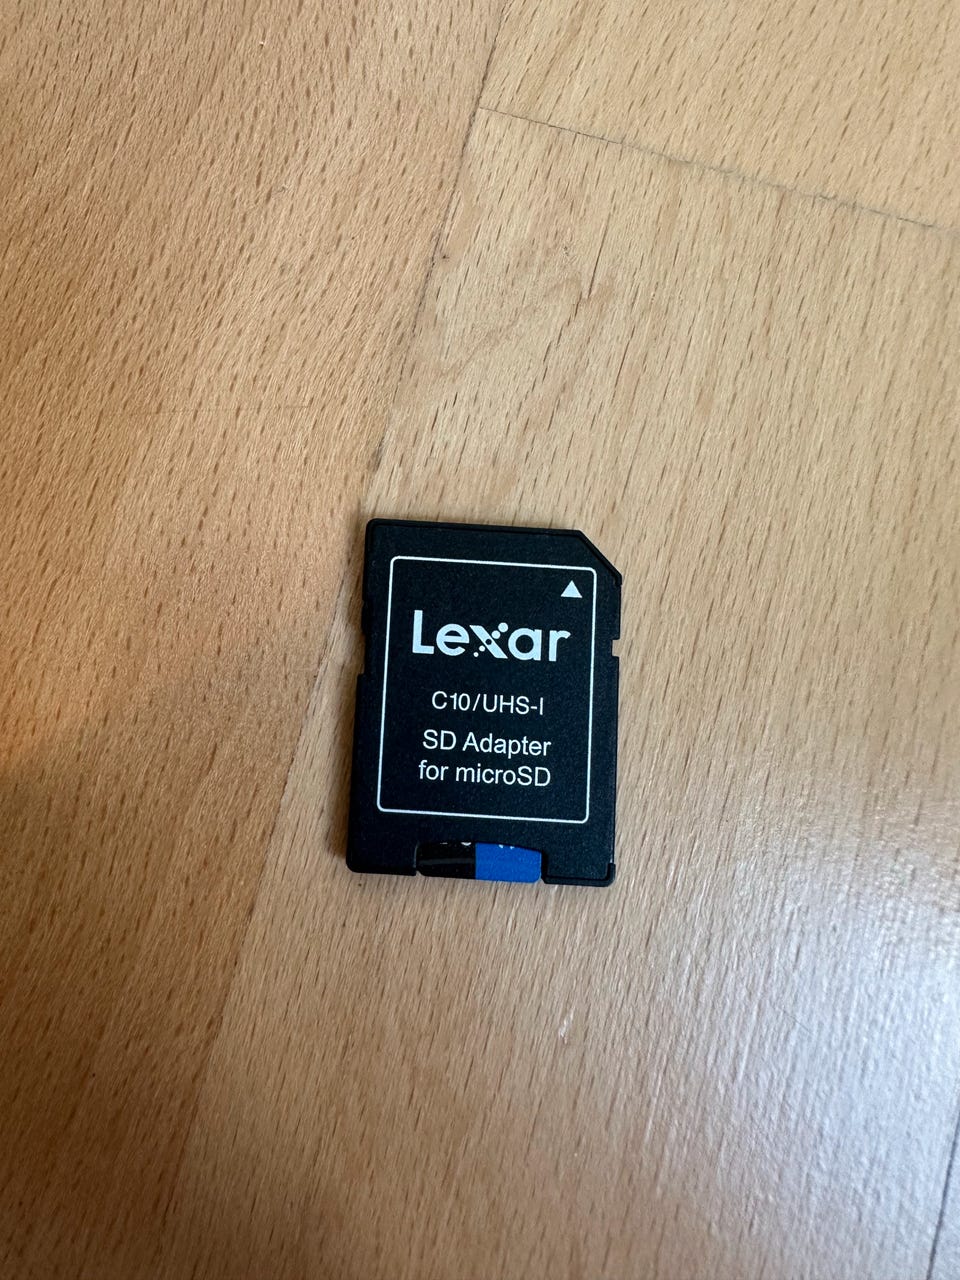 Lexar
C10/UHS-I
SD Adapter
for microSD